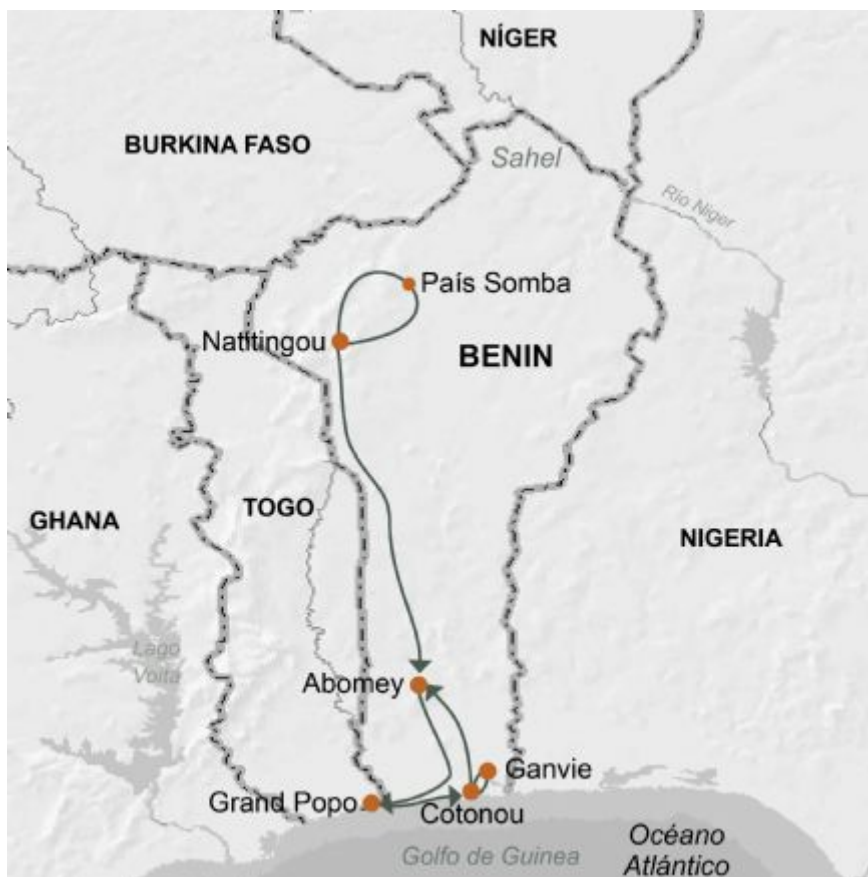 NÍGER
BURKINA FASO
Sahel
Río Niger
País Somba
Natitingou
BENIN
GHANA
TOGO
NIGERIA
Lago
Volta
Abomey
Ganvie
Grand Popo
Cotonou
Océano
Atlántico
Golfo de Guinea